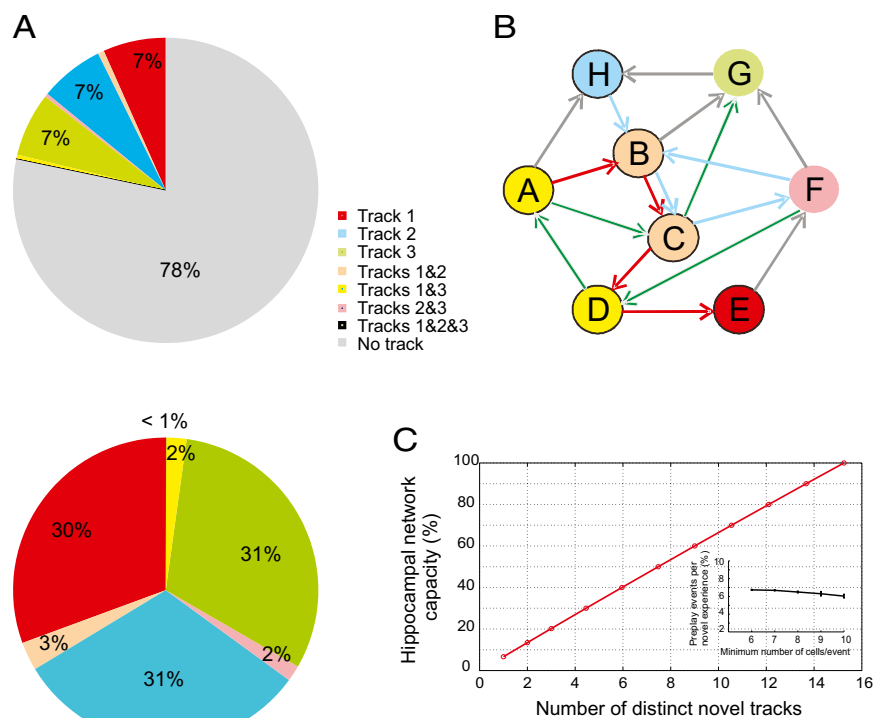 A
7%
7%
7%
78%
Track 1
Track 2
Track 3
Tracks 1&2
Tracks 1&3
Tracks 2&3
Tracks 1&2&3
No track
B
H
G
B
A
F
C
D
E
< 1%
2%
30%
31%
3%
2%
31%
C
Hippocampal network
capacity (%)
100
80
60
40
20
0
0
2
4
6
8
10
12
14
16
Number of distinct novel tracks
Preplay events per
novel experience (%)
10
8
6
4
2
6
7
8
9
10
Minimum number of cells/event